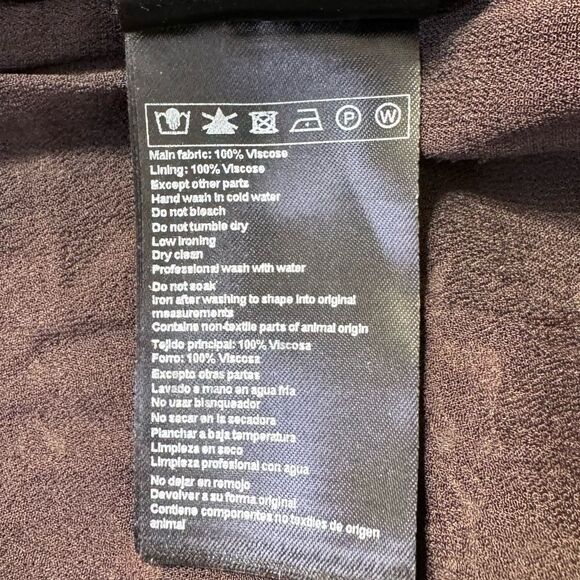 P W
Main fabric: 100% Viscose
Lining: 100% Viscose
Except other parts
Hand wash in cold water
Do not bleach
Do not tumble dry
Low ironing
Dry clean
Professional wash with water
Do not soak
Iron after washing to shape into original
measurements
Contains non-textile parts of animal origin
Tejido principal: 100% Viscosa
Forro: 100% Viscosa
Excepto otras partes
Lavado a mano en agua fría
No usar blanqueador
No secar en la secadora
Planchar a baja temperatura
Limpieza en seco
Limpieza profesional con agua
No dejar en remojo
Devolver a su forma original
Contiene componentes no textiles de origen
animal